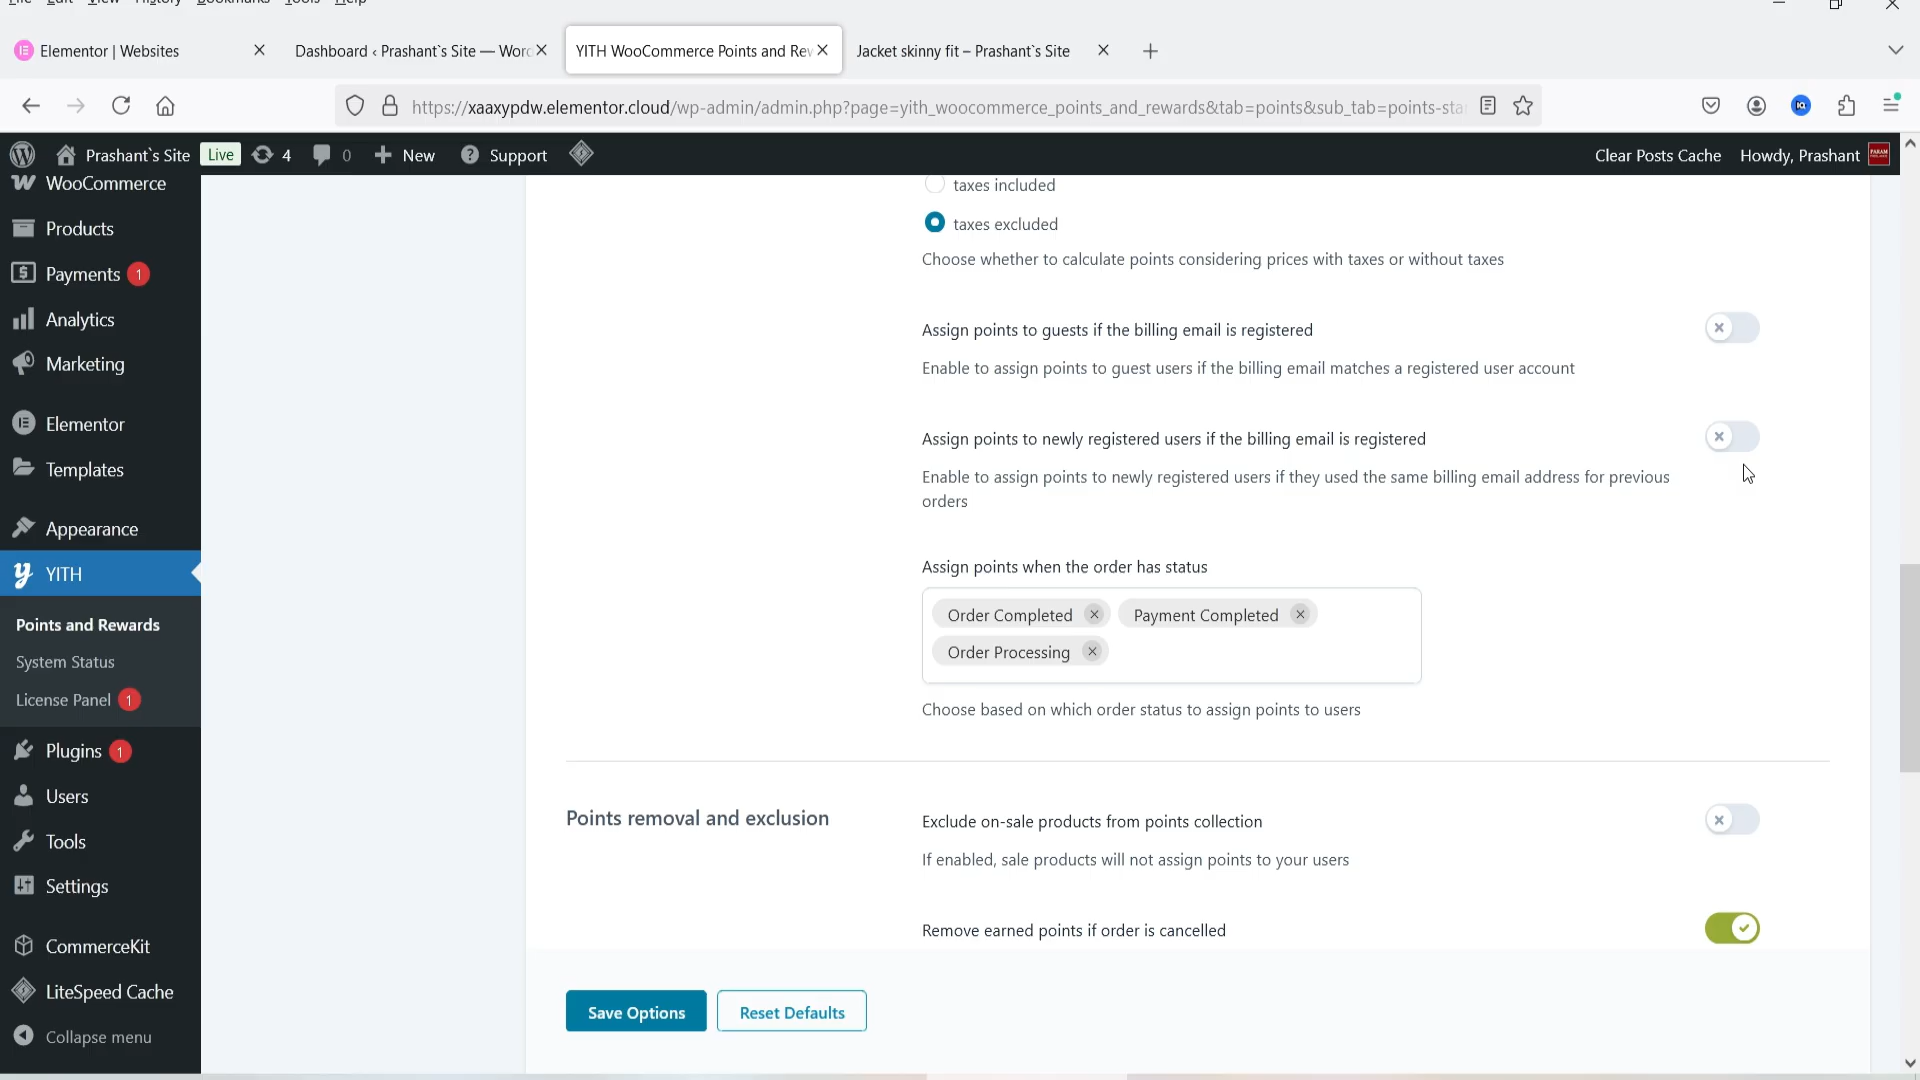 File Edit View History Bookmarks Tools Help
Elementor | Websites
Dashboard ‹ Prashant`s Site — Word
YITH WooCommerce Points and Rew
Jacket skinny fit – Prashant`s Site
https://xaaxypdw.elementor.cloud/wp-admin/admin.php?page=yith_woocommerce_points_and_rewards&tab=points&sub_tab=points-sta
Prashant`s Site Live 4 0 New Support
Clear Posts Cache Howdy, Prashant
WooCommerce
Products
Payments 1
Analytics
Marketing
Elementor
Templates
Appearance
YITH
Points and Rewards
System Status
License Panel 1
Plugins 1
Users
Tools
Settings
CommerceKit
LiteSpeed Cache
Collapse menu
taxes included
taxes excluded
Choose whether to calculate points considering prices with taxes or without taxes
Assign points to guests if the billing email is registered
Enable to assign points to guest users if the billing email matches a registered user account
Assign points to newly registered users if the billing email is registered
Enable to assign points to newly registered users if they used the same billing email address for previous
orders
Assign points when the order has status
Order Completed × Payment Completed ×
Order Processing ×
Choose based on which order status to assign points to users
Points removal and exclusion
Exclude on-sale products from points collection
If enabled, sale products will not assign points to your users
Remove earned points if order is cancelled
Save Options
Reset Defaults